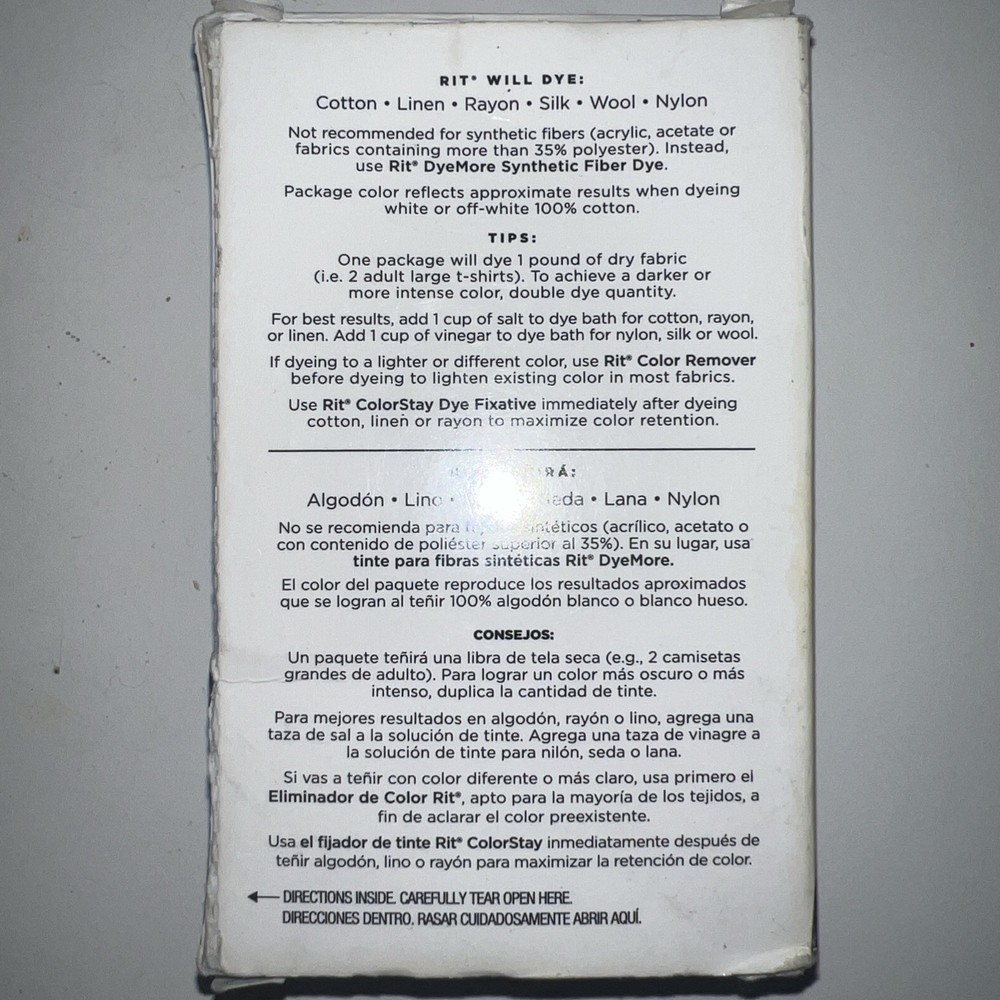 RIT® WILL DYE:
Cotton • Linen • Rayon • Silk • Wool • Nylon
Not recommended for synthetic fibers (acrylic, acetate or
fabrics containing more than 35% polyester). Instead,
use Rit® DyeMore Synthetic Fiber Dye.
Package color reflects approximate results when dyeing
white or off-white 100% cotton.
TIPS:
One package will dye 1 pound of dry fabric
(i.e. 2 adult large t-shirts). To achieve a darker or
more intense color, double dye quantity.
For best results, add 1 cup of salt to dye bath for cotton, rayon,
or linen. Add 1 cup of vinegar to dye bath for nylon, silk or wool.
If dyeing to a lighter or different color, use Rit® Color Remover
before dyeing to lighten existing color in most fabrics.
Use Rit® ColorStay Dye Fixative immediately after dyeing
cotton, linen or rayon to maximize color retention.
Algodón • Lino • • Lana • Nylon
No se recomienda para sintéticos (acrílico, acetato o
con contenido de poliéster superior al 35%). En su lugar, usa
tinte para fibras sintéticas Rit® DyeMore.
El color del paquete reproduce los resultados aproximados
que se logran al teñir 100% algodón blanco o blanco hueso.
CONSEJOS:
Un paquete teñirá una libra de tela seca (e.g., 2 camisetas
grandes de adulto). Para lograr un color más oscuro o más
intenso, duplica la cantidad de tinte.
Para mejores resultados en algodón, rayón o lino, agrega una
taza de sal a la solución de tinte. Agrega una taza de vinagre a
la solución de tinte para nilón, seda o lana.
Si vas a teñir con color diferente o más claro, usa primero el
Eliminador de Color Rit®, apto para la mayoría de los tejidos, a
fin de aclarar el color preexistente.
Usa el fijador de tinte Rit® ColorStay inmediatamente después de
teñir algodón, lino o rayón para maximizar la retención de color.
← DIRECTIONS INSIDE. CAREFULLY TEAR OPEN HERE.
DIRECCIONES DENTRO. RASAR CUIDADOSAMENTE ABRIR AQUÍ.